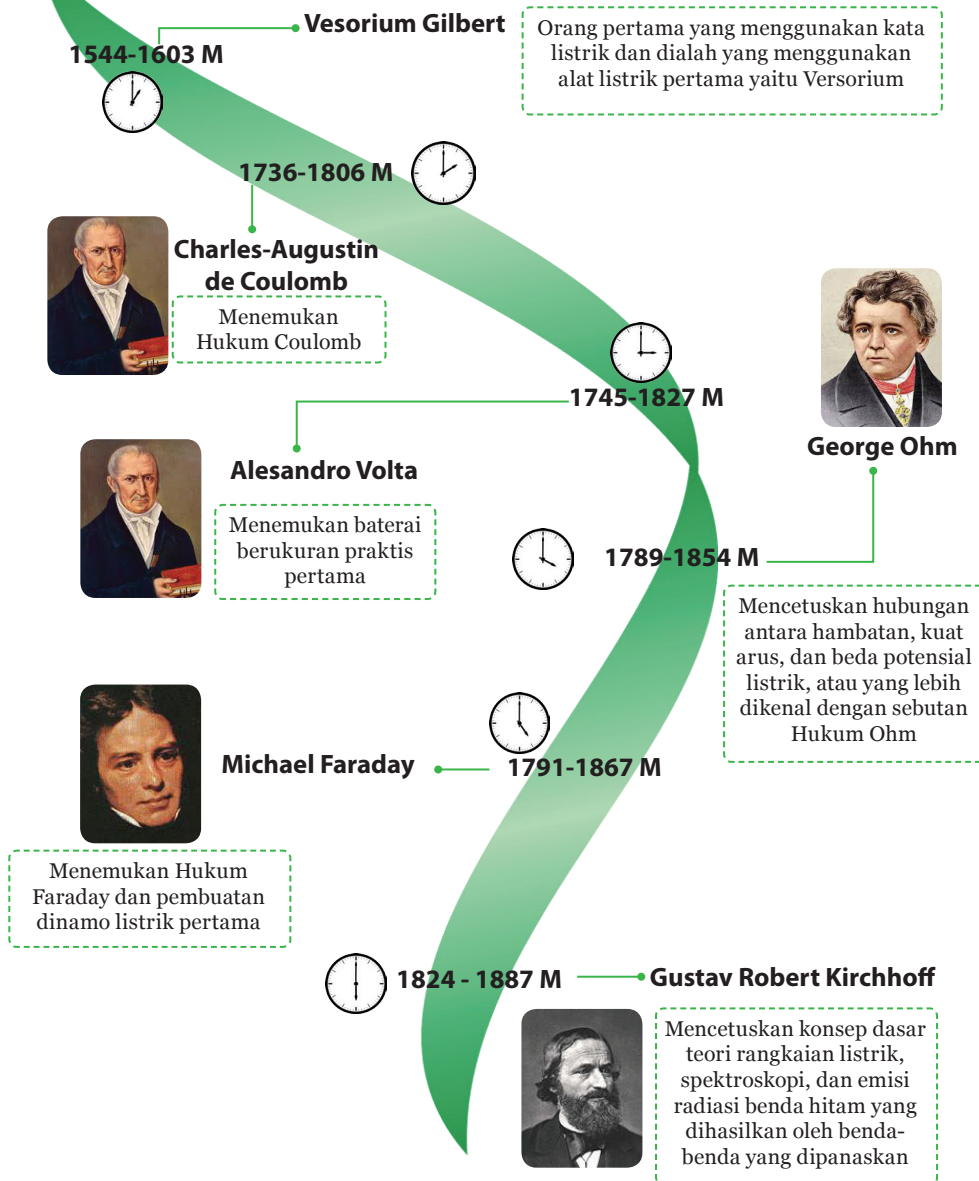 Vesorium Gilbert
1544-1603 M
Orang pertama yang menggunakan kata
listrik dan dialah yang menggunakan
alat listrik pertama yaitu Versorium
1736-1806 M
Charles-Augustin
de Coulomb
Menemukan
Hukum Coulomb
1745-1827 M
Alesandro Volta
Menemukan baterai
berukuran praktis
pertama
George Ohm
1789-1854 M
Mencetuskan hubungan
antara hambatan, kuat
arus, dan beda potensial
listrik, atau yang lebih
dikenal dengan sebutan
Hukum Ohm
Michael Faraday
1791-1867 M
Menemukan Hukum
Faraday dan pembuatan
dinamo listrik pertama
1824 - 1887 M
Gustav Robert Kirchhoff
Mencetuskan konsep dasar
teori rangkaian listrik,
spektroskopi, dan emisi
radiasi benda hitam yang
dihasilkan oleh benda-
benda yang dipanaskan